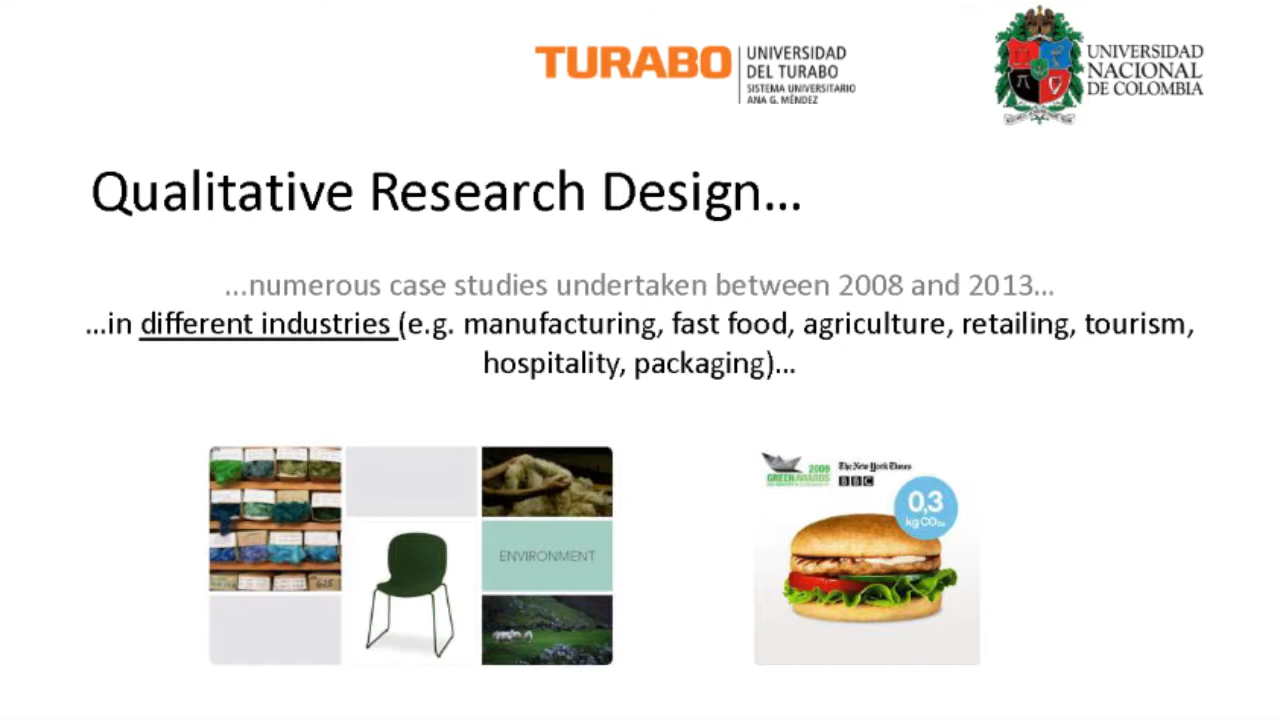 TURABO
UNIVERSIDAD
DEL TURABO
SISTEMA UNIVERSITARIO
ANA G. MÉNDEZ
UNIVERSIDAD
NACIONAL
DE COLOMBIA
Qualitative Research Design...
...numerous case studies undertaken between 2008 and 2013...
...in different industries (e.g. manufacturing, fast food, agriculture, retailing, tourism,
hospitality, packaging)...
ENVIRONMENT
2009
GREEN AWARDS
The New York Times
BBC
0,3
kg CO₂e